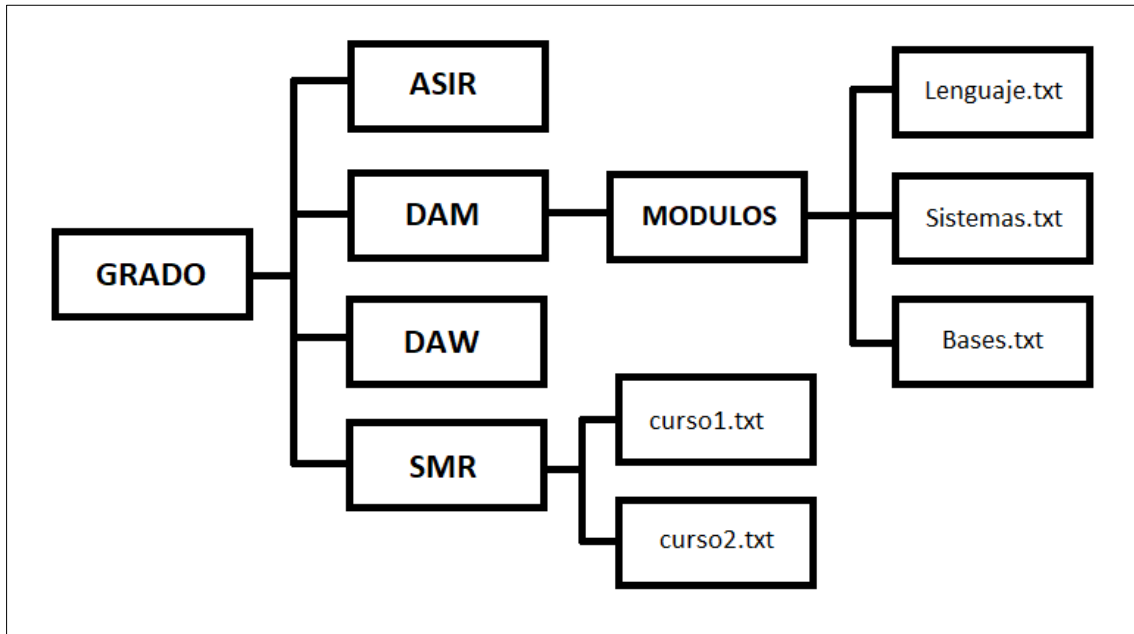 GRADO
ASIR
DAM
DAW
SMR
MODULOS
Lenguaje.txt
Sistemas.txt
Bases.txt
curso1.txt
curso2.txt